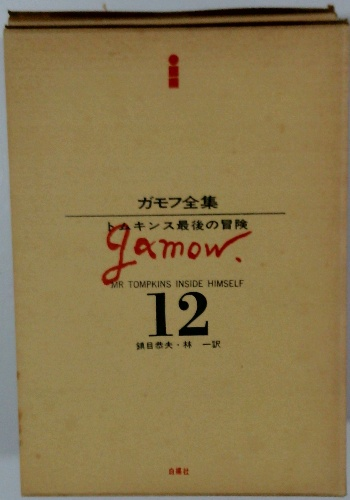 ガモフ全集
トムキンス最後の冒険
gamow.
MR TOMPKINS INSIDE HIMSELF
12
鎮目恭夫・林 一訳
白揚社